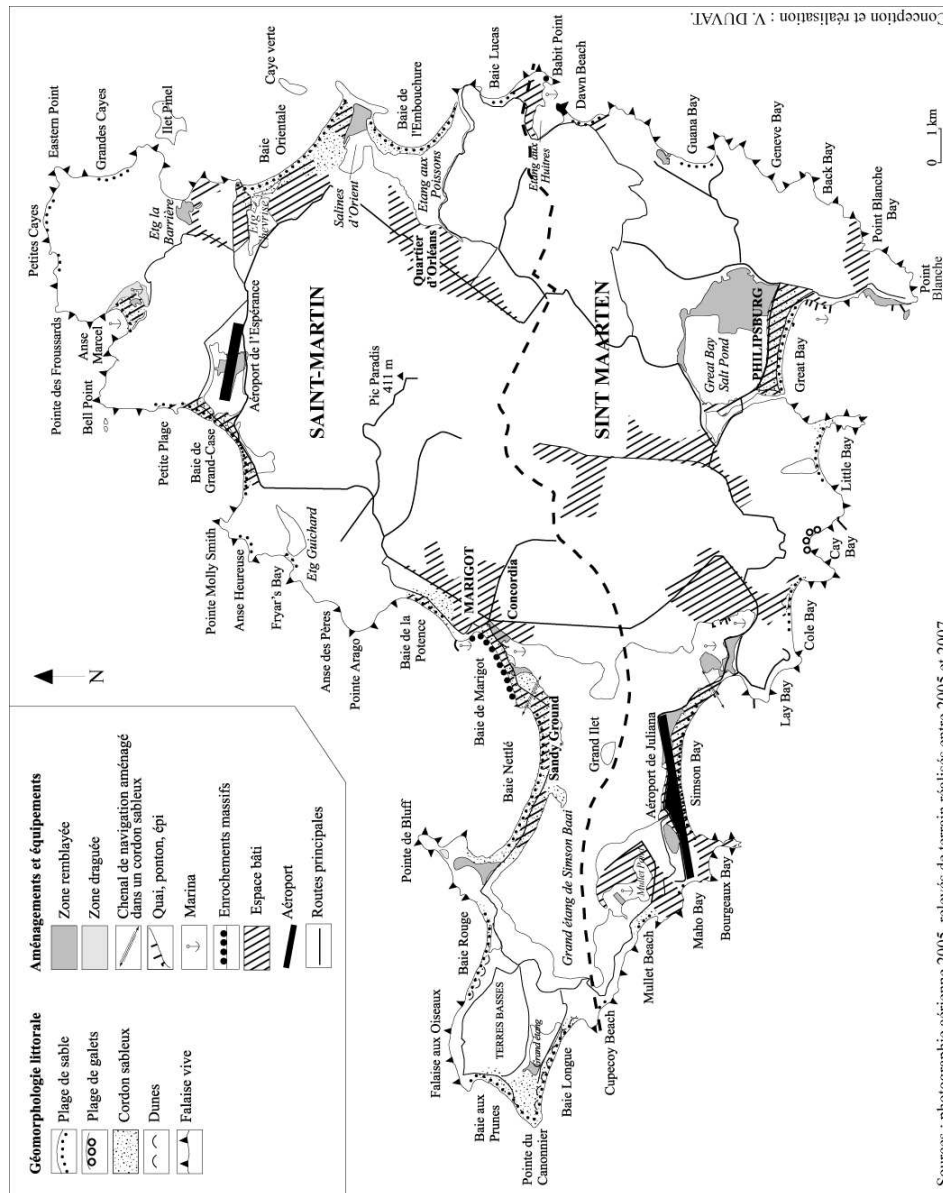 Géomorphologie littorale
Plage de sable
Plage de galets
Cordon sableux
Dunes
Falaise vive
Aménagements et équipements
Zone remblayée
Zone draguée
Chenal de navigation aménagé
dans un cordon sableux
Quai, ponton, épi
Marina
Enrochements massifs
Espace bâti
Aéroport
Routes principales
N
Pointe des Froussards
Petites Cayes
Eastern Point
Grandes Cayes
Ilet Pinel
Anse
Marcel
Bell Point
Etg la
Barrière
Caye verte
Petite Plage
Baie de
Grand-Case
Aéroport de l'Espérance
Etg
Chevrise
Baie
Orientale
Pointe Molly Smith
Anse Heureuse
Fryar's Bay
Etg Guichard
Salines
d'Orient
Baie de
l'Embouchure
Anse des Pères
Pointe Arago
Baie de la
Potence
SAINT-MARTIN
Pic Paradis
411 m
Quartier
d'Orléans
Etang aux
Poissons
Baie Lucas
Pointe de Bluff
Baie Nettlé
Baie de Marigot
MARIGOT
Concordia
Sandy Ground
Etang aux
Huitres
Babit Point
Dawn Beach
Falaise aux Oiseaux
Baie Rouge
TERRES BASSES
Baie aux
Prunes
Grand étang
Pointe du
Canonnier
Baie Longue
Cupecoy Beach
Grand étang de Simson Baai
Grand Ilet
SINT MAARTEN
Guana Bay
Geneve Bay
Back Bay
Mullet Beach
Mullet Pond
Maho Bay
Bourgeaux Bay
Aéroport de Juliana
Simson Bay
Lay Bay
Cole Bay
Cay
Bay
Little Bay
Great Bay
Salt Pond
PHILIPSBURG
Great Bay
Point Blanche
Bay
Point
Blanche
0 1 km
Sources : photographie aérienne 2005, relevés de terrain réalisés entre 2005 et 2007.
Conception et réalisation : V. DUVAT.